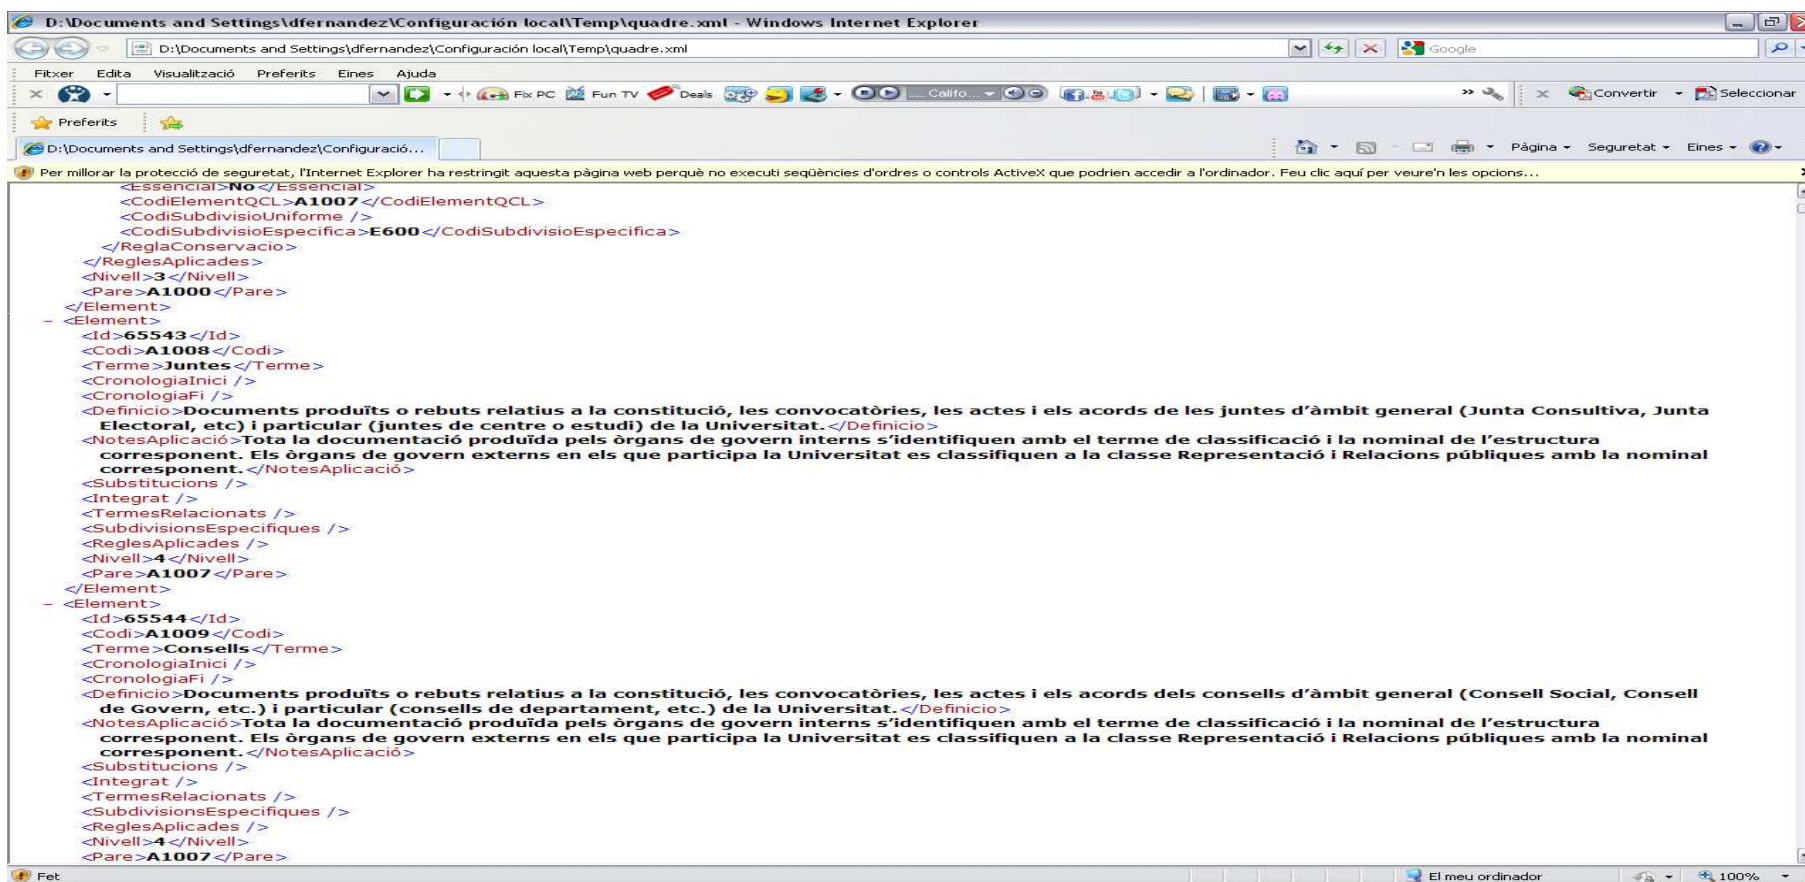 D:\Documents and Settings\dfernandez\Configuración local\Temp\quadre.xml - Windows Internet Explorer
D:\Documents and Settings\dfernandez\Configuración local\Temp\quadre.xml
Google
Fitxer Edita Visualització Preferits Eines Ajuda
Fix PC Fun TV Deals Califo... » Convertir Seleccionar
Preferits
D:\Documents and Settings\dfernandez\Configuració... Pàgina Seguretat Eines
Per millorar la protecció de seguretat, l'Internet Explorer ha restringit aquesta pàgina web perquè no executi seqüències d'ordres o controls ActiveX que podrien accedir a l'ordinador. Feu clic aquí per veure'n les opcions...
<Essencial>No</Essencial>
<CodiElementQCL>A1007</CodiElementQCL>
<CodiSubdivisioUniforme />
<CodiSubdivisioEspecifica>E600</CodiSubdivisioEspecifica>
</ReglaConservacio>
</ReglesAplicades>
<Nivell>3</Nivell>
<Pare>A1000</Pare>
</Element>
- <Element>
<Id>65543</Id>
<Codi>A1008</Codi>
<Terme>Juntes</Terme>
<CronologiaInici />
<CronologiaFi />
<Definicio>Documents produïts o rebuts relatius a la constitució, les convocatòries, les actes i els acords de les juntes d'àmbit general (Junta Consultiva, Junta
Electoral, etc) i particular (juntes de centre o estudi) de la Universitat.</Definicio>
<NotesAplicació>Tota la documentació produïda pels òrgans de govern interns s'identifiquen amb el terme de classificació i la nominal de l'estructura
corresponent. Els òrgans de govern externs en els que participa la Universitat es classifiquen a la classe Representació i Relacions públiques amb la nominal
corresponent.</NotesAplicació>
<Substitucions />
<Integrat />
<TermesRelacionats />
<SubdivisionsEspecifiques />
<ReglesAplicades />
<Nivell>4</Nivell>
<Pare>A1007</Pare>
</Element>
- <Element>
<Id>65544</Id>
<Codi>A1009</Codi>
<Terme>Consells</Terme>
<CronologiaInici />
<CronologiaFi />
<Definicio>Documents produïts o rebuts relatius a la constitució, les convocatòries, les actes i els acords dels consells d'àmbit general (Consell Social, Consell
de Govern, etc.) i particular (consells de departament, etc.) de la Universitat.</Definicio>
<NotesAplicació>Tota la documentació produïda pels òrgans de govern interns s'identifiquen amb el terme de classificació i la nominal de l'estructura
corresponent. Els òrgans de govern externs en els que participa la Universitat es classifiquen a la classe Representació i Relacions públiques amb la nominal
corresponent.</NotesAplicació>
<Substitucions />
<Integrat />
<TermesRelacionats />
<SubdivisionsEspecifiques />
<ReglesAplicades />
<Nivell>4</Nivell>
<Pare>A1007</Pare>
Fet El meu ordinador 100%